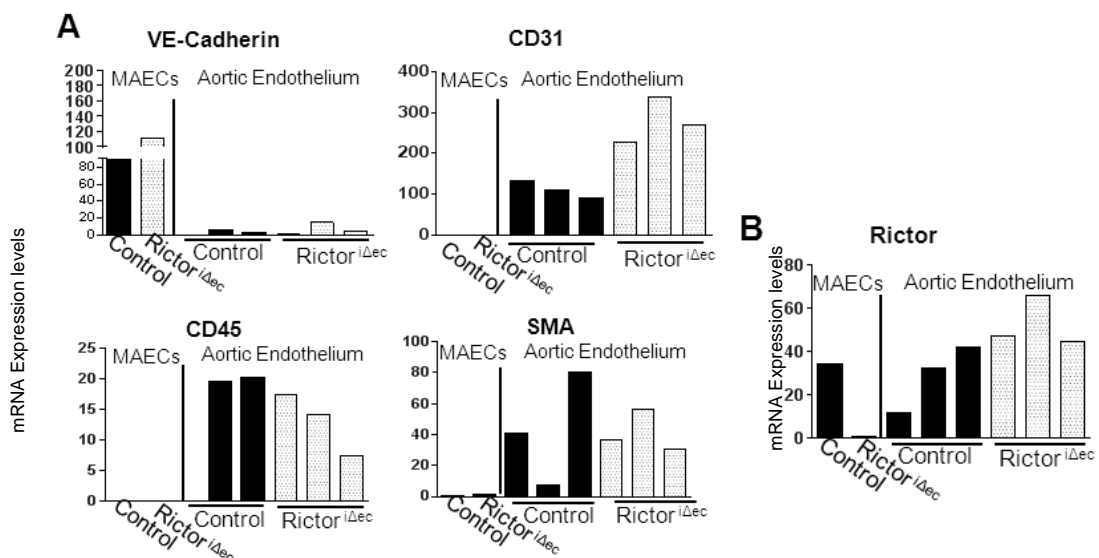 A
VE-Cadherin
200
180
160
140
120
100
80
60
40
20
0
MAECs
Aortic Endothelium
Control
Rictor iΔec
Control
Rictor iΔec
CD31
400
300
200
100
0
MAECs
Aortic Endothelium
Control
Rictor iΔec
Control
Rictor iΔec
mRNA Expression levels
CD45
25
20
15
10
5
0
MAECs
Aortic Endothelium
Control
Rictor iΔec
Control
Rictor iΔec
SMA
100
80
60
40
20
0
MAECs
Aortic Endothelium
Control
Rictor iΔec
Control
Rictor iΔec
B
Rictor
mRNA Expression levels
80
60
40
20
0
MAECs
Aortic Endothelium
Control
Rictor iΔec
Control
Rictor iΔec